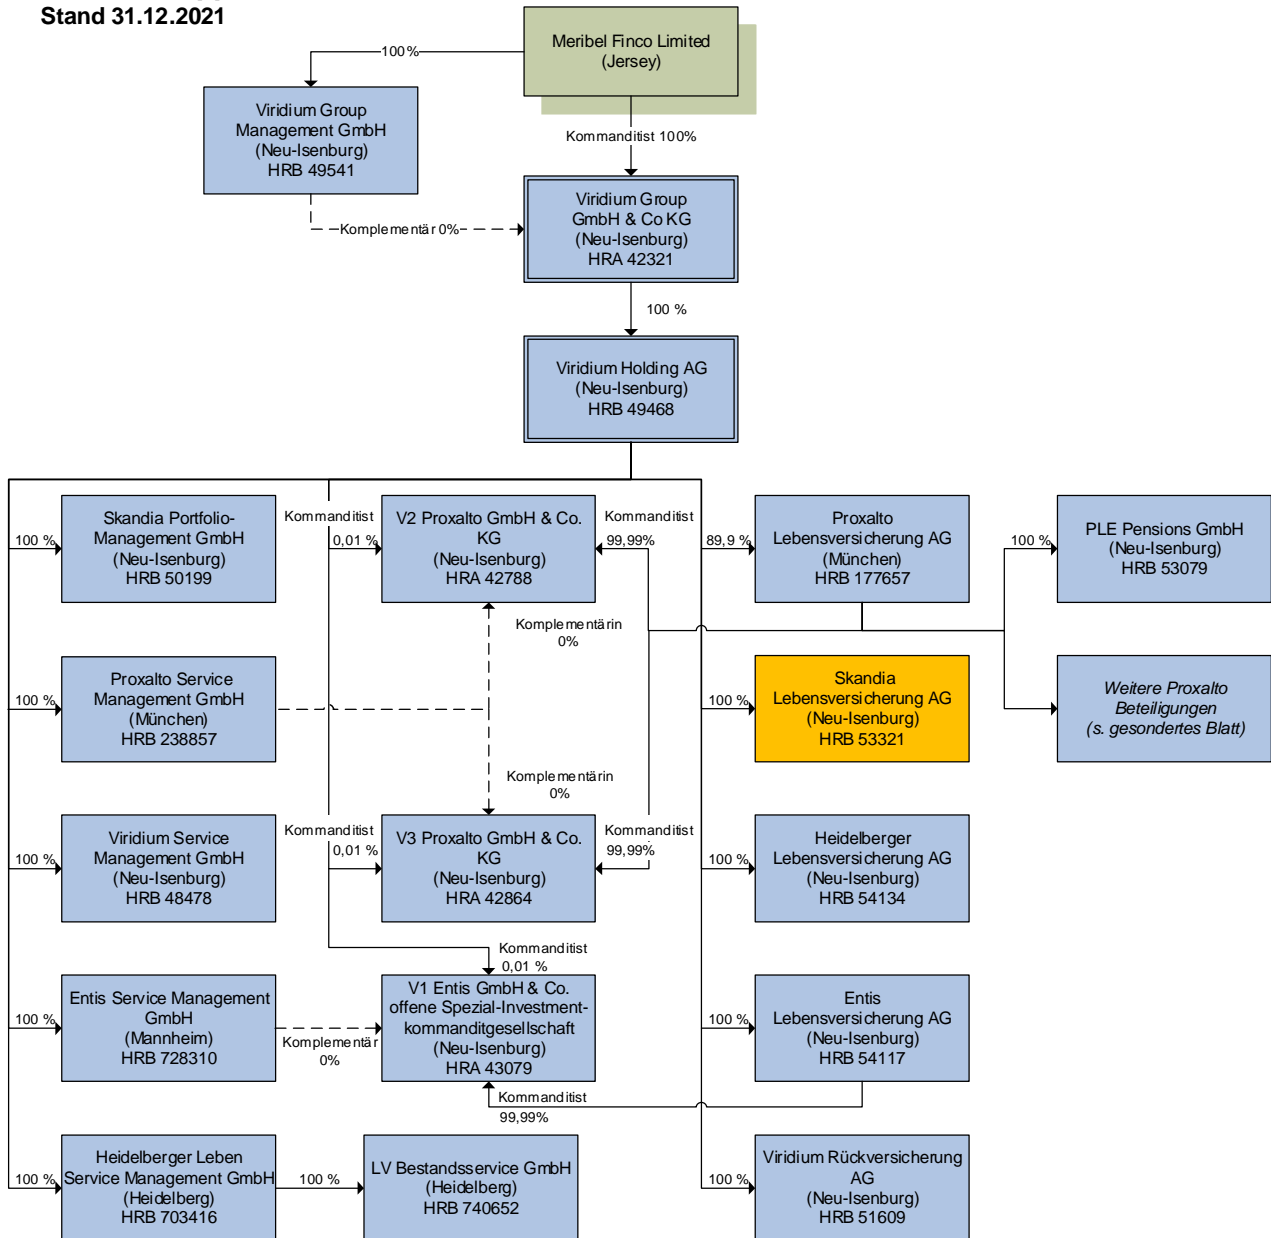 Stand 31.12.2021
Meribel Finco Limited
(Jersey)
100%
Viridium Group
Management GmbH
(Neu-Isenburg)
HRB 49541
Kommanditist 100%
Komplementär 0%
Viridium Group
GmbH & Co KG
(Neu-Isenburg)
HRA 42321
100 %
Viridium Holding AG
(Neu-Isenburg)
HRB 49468
100 %
Skandia Portfolio-
Management GmbH
(Neu-Isenburg)
HRB 50199
Kommanditist
0,01 %
V2 Proxalto GmbH & Co.
KG
(Neu-Isenburg)
HRA 42788
Kommanditist
99,99%
89,9 %
Proxalto
Lebensversicherung AG
(München)
HRB 177657
100 %
PLE Pensions GmbH
(Neu-Isenburg)
HRB 53079
Komplementärin
0%
100 %
Proxalto Service
Management GmbH
(München)
HRB 238857
100 %
Skandia
Lebensversicherung AG
(Neu-Isenburg)
HRB 53321
Weitere Proxalto
Beteiligungen
(s. gesondertes Blatt)
Komplementärin
0%
100 %
Viridium Service
Management GmbH
(Neu-Isenburg)
HRB 48478
Kommanditist
0,01 %
V3 Proxalto GmbH & Co.
KG
(Neu-Isenburg)
HRA 42864
Kommanditist
99,99%
100 %
Heidelberger
Lebensversicherung AG
(Neu-Isenburg)
HRB 54134
Kommanditist
0,01 %
100 %
Entis Service Management
GmbH
(Mannheim)
HRB 728310
Komplementär
0%
V1 Entis GmbH & Co.
offene Spezial-Investment-
kommanditgesellschaft
(Neu-Isenburg)
HRA 43079
100 %
Entis
Lebensversicherung AG
(Neu-Isenburg)
HRB 54117
Kommanditist
99,99%
100 %
Heidelberger Leben
Service Management GmbH
(Heidelberg)
HRB 703416
100 %
LV Bestandsservice GmbH
(Heidelberg)
HRB 740652
100 %
Viridium Rückversicherung
AG
(Neu-Isenburg)
HRB 51609